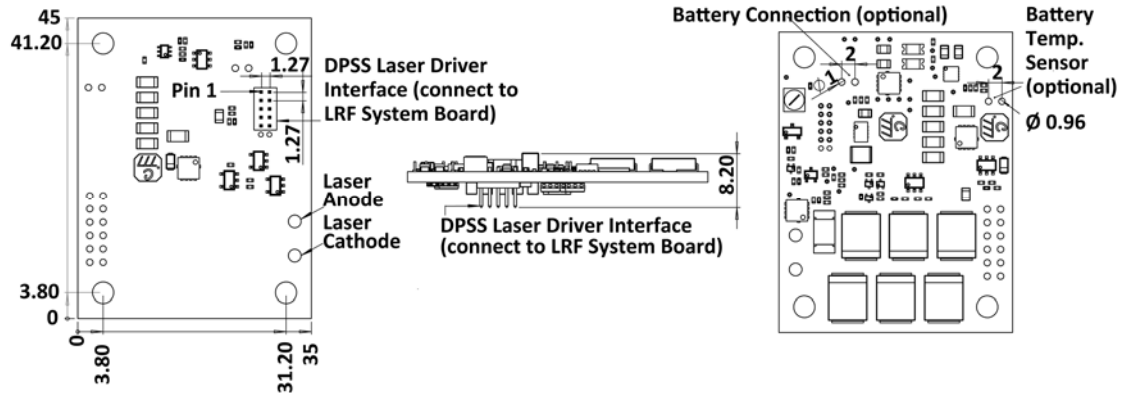 45
41.20
3.80
0
0
3.80
31.20
35
1.27
Pin 1
1.27
DPSS Laser Driver
Interface (connect to
LRF System Board)
Laser
Anode
Laser
Cathode
8.20
DPSS Laser Driver Interface
(connect to LRF System Board)
Battery Connection (optional)
2
1
Battery
Temp.
Sensor
(optional)
2
Ø 0.96